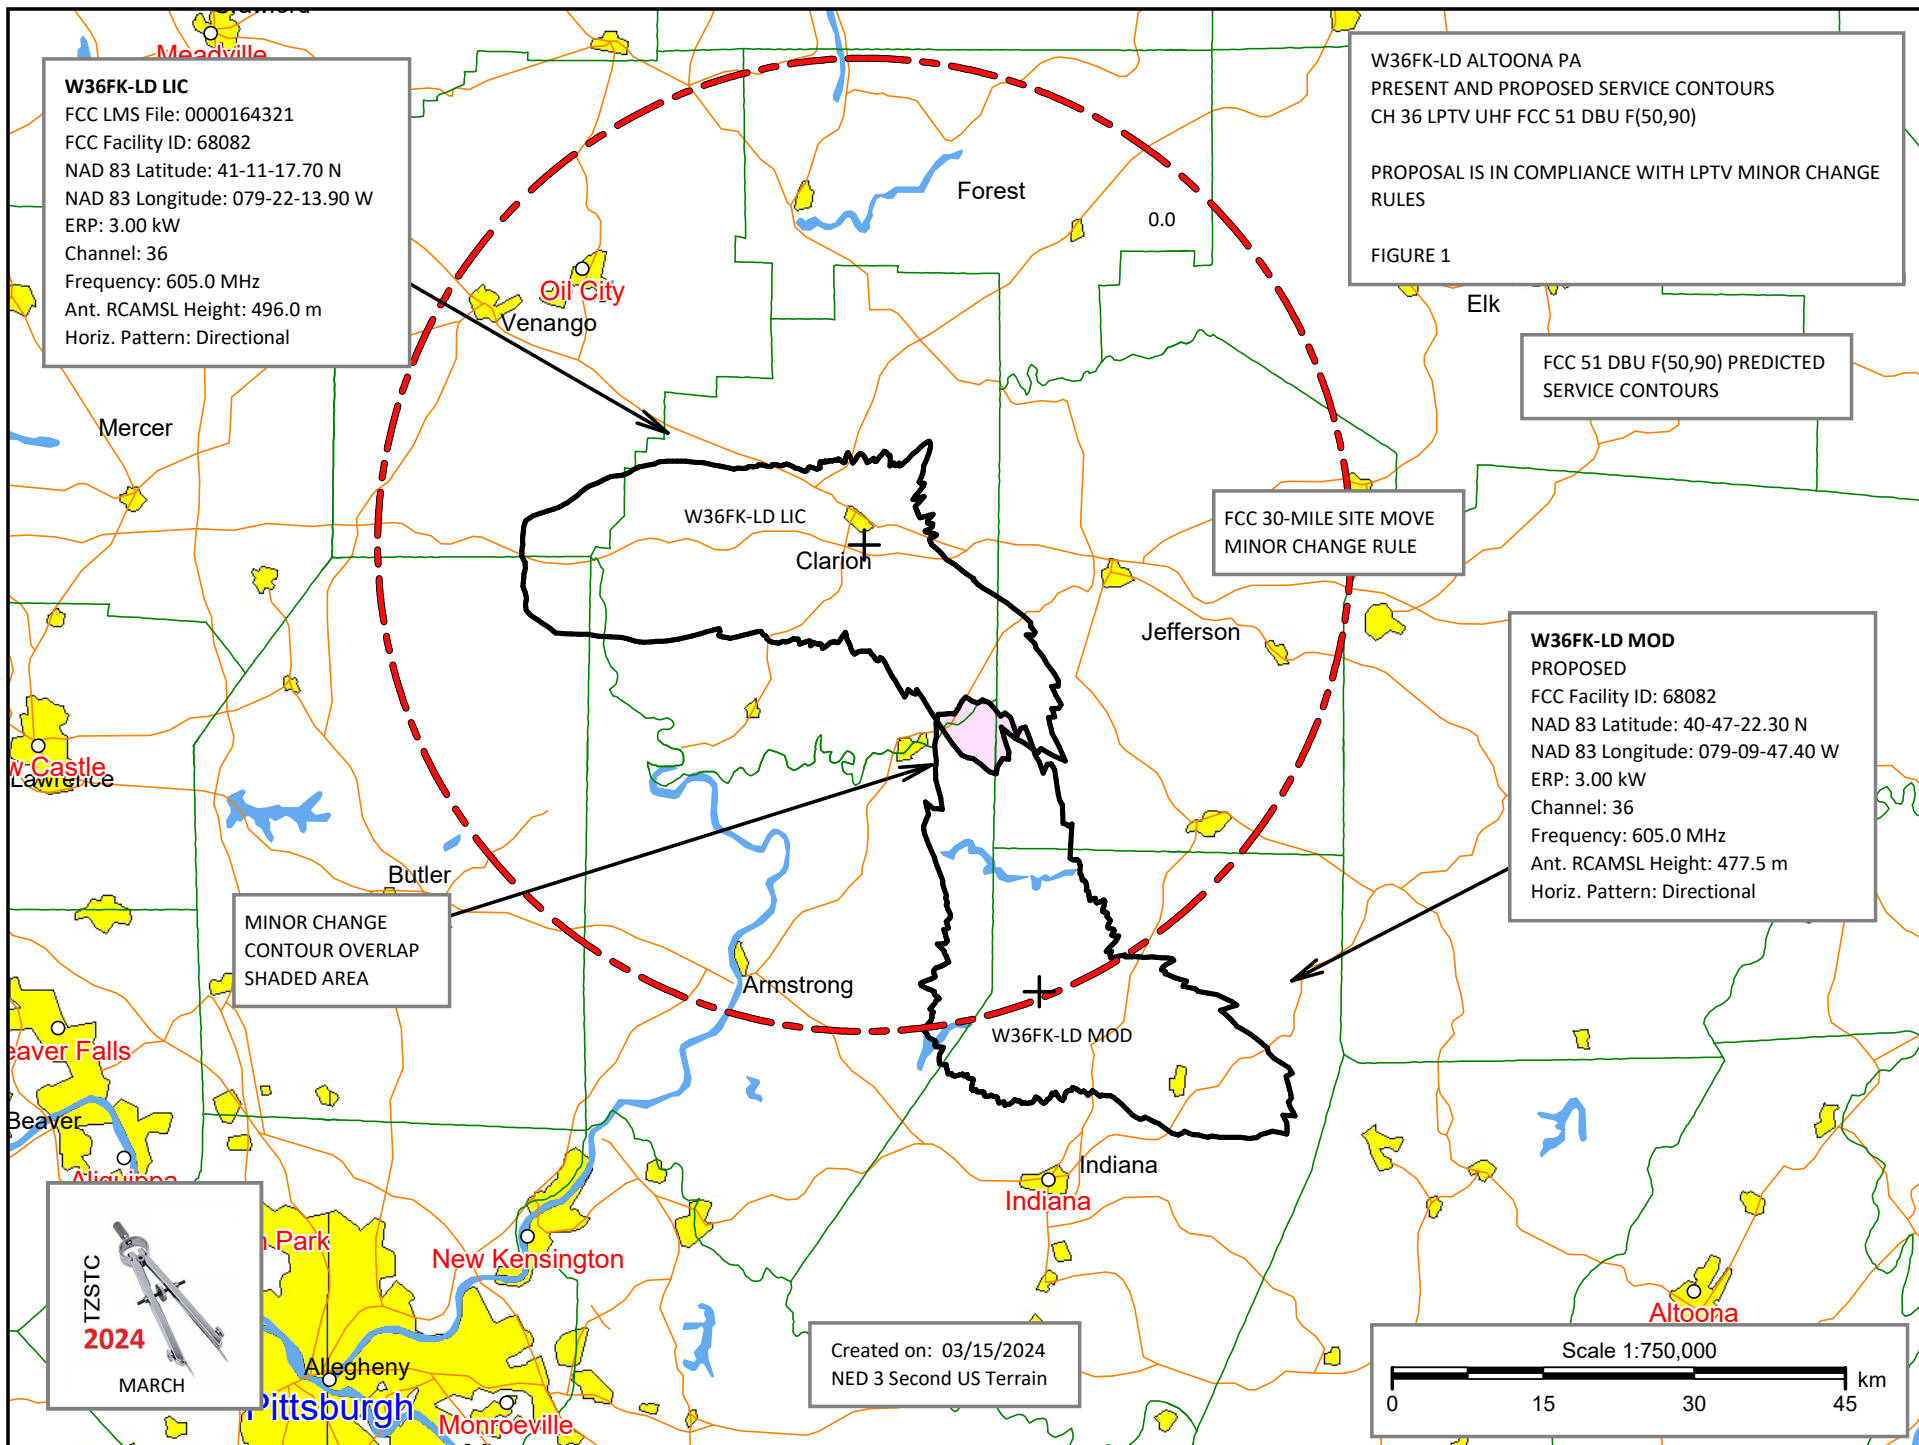 Meadville
W36FK-LD LIC
FCC LMS File: 0000164321
FCC Facility ID: 68082
NAD 83 Latitude: 41-11-17.70 N
NAD 83 Longitude: 079-22-13.90 W
ERP: 3.00 kW
Channel: 36
Frequency: 605.0 MHz
Ant. RCAMSL Height: 496.0 m
Horiz. Pattern: Directional
W36FK-LD ALTOONA PA
PRESENT AND PROPOSED SERVICE CONTOURS
CH 36 LPTV UHF FCC 51 DBU F(50,90)
PROPOSAL IS IN COMPLIANCE WITH LPTV MINOR CHANGE
RULES
FIGURE 1
Forest
0.0
Oil City
Venango
Elk
FCC 51 DBU F(50,90) PREDICTED
SERVICE CONTOURS
Mercer
W36FK-LD LIC
Clarion
FCC 30-MILE SITE MOVE
MINOR CHANGE RULE
Jefferson
W36FK-LD MOD
PROPOSED
FCC Facility ID: 68082
NAD 83 Latitude: 40-47-22.30 N
NAD 83 Longitude: 079-09-47.40 W
ERP: 3.00 kW
Channel: 36
Frequency: 605.0 MHz
Ant. RCAMSL Height: 477.5 m
Horiz. Pattern: Directional
w Castle
Lawrence
Butler
MINOR CHANGE
CONTOUR OVERLAP
SHADED AREA
Armstrong
W36FK-LD MOD
eaver Falls
Beaver
Aliquippa
Indiana
Indiana
n Park
New Kensington
TZSTC
2024
MARCH
Allegheny
Pittsburgh
Monroeville
Created on: 03/15/2024
NED 3 Second US Terrain
Altoona
Scale 1:750,000
km
0 15 30 45